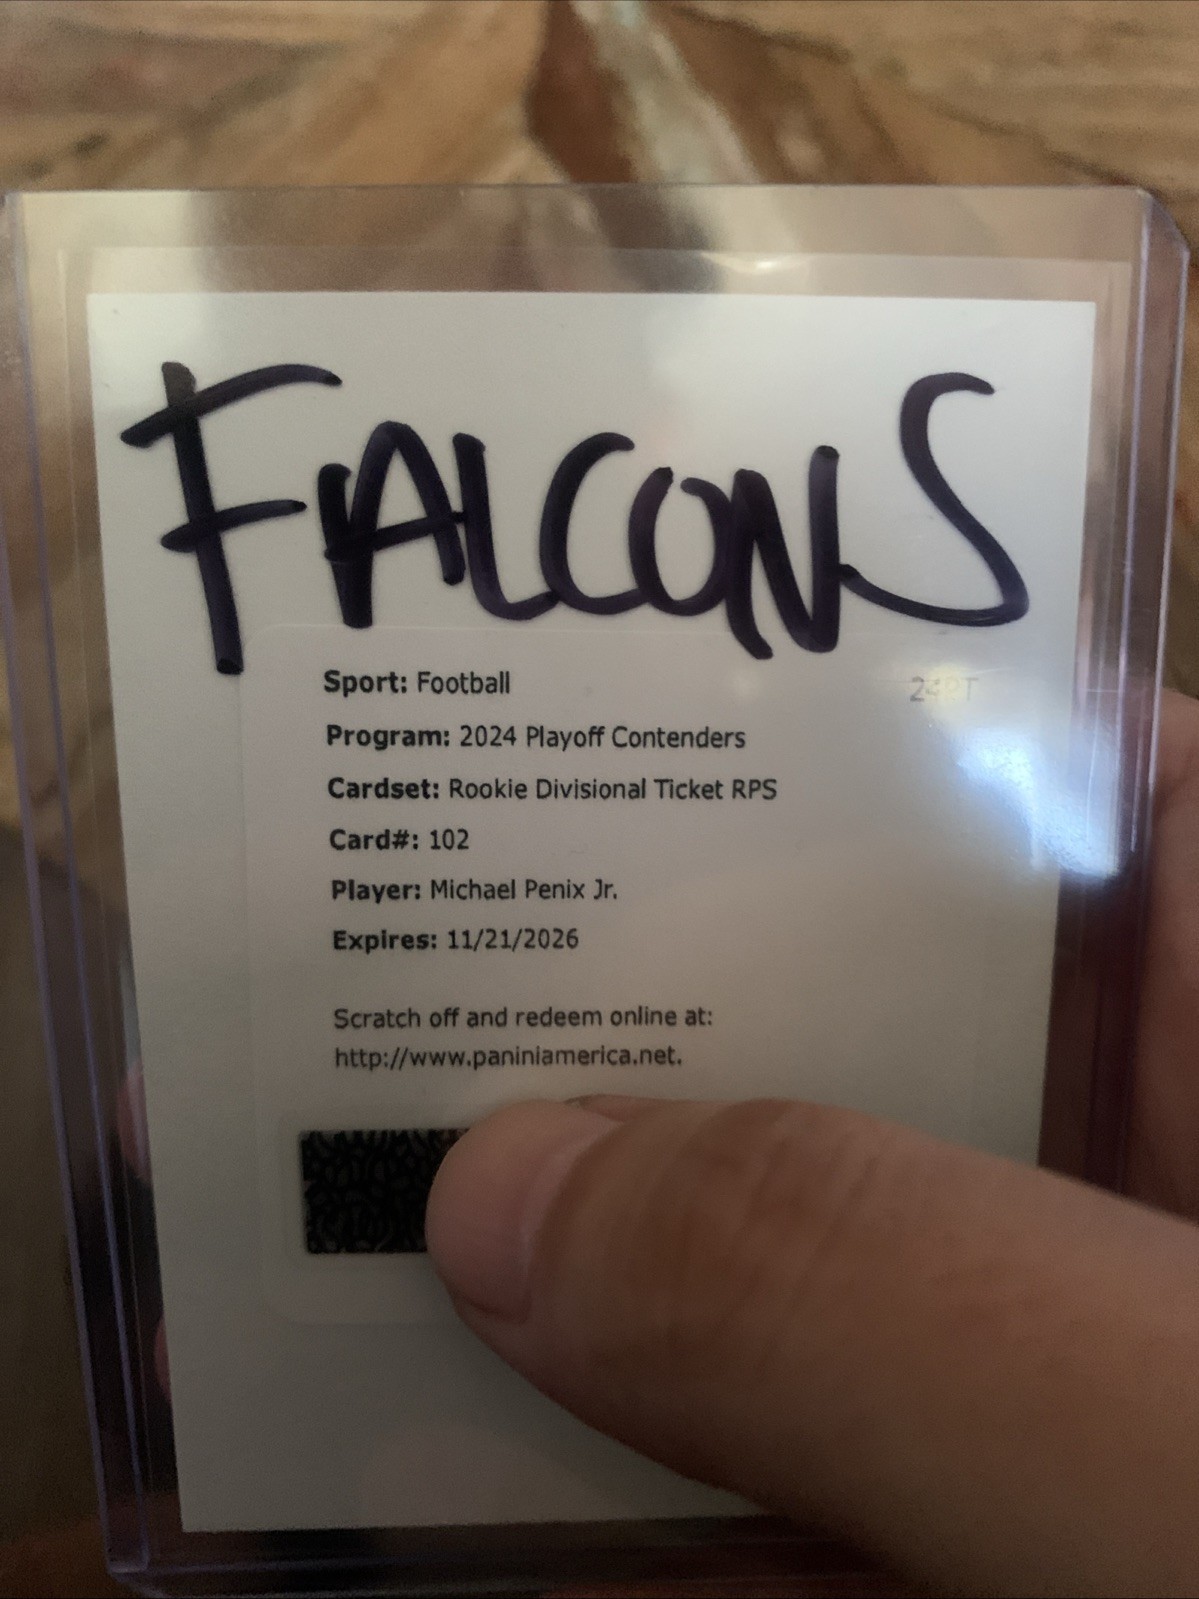 FALCONS
Sport: Football
Program: 2024 Playoff Contenders
Cardset: Rookie Divisional Ticket RPS
Card#: 102
Player: Michael Penix Jr.
Expires: 11/21/2026
Scratch off and redeem online at:
http://www.paniniamerica.net.